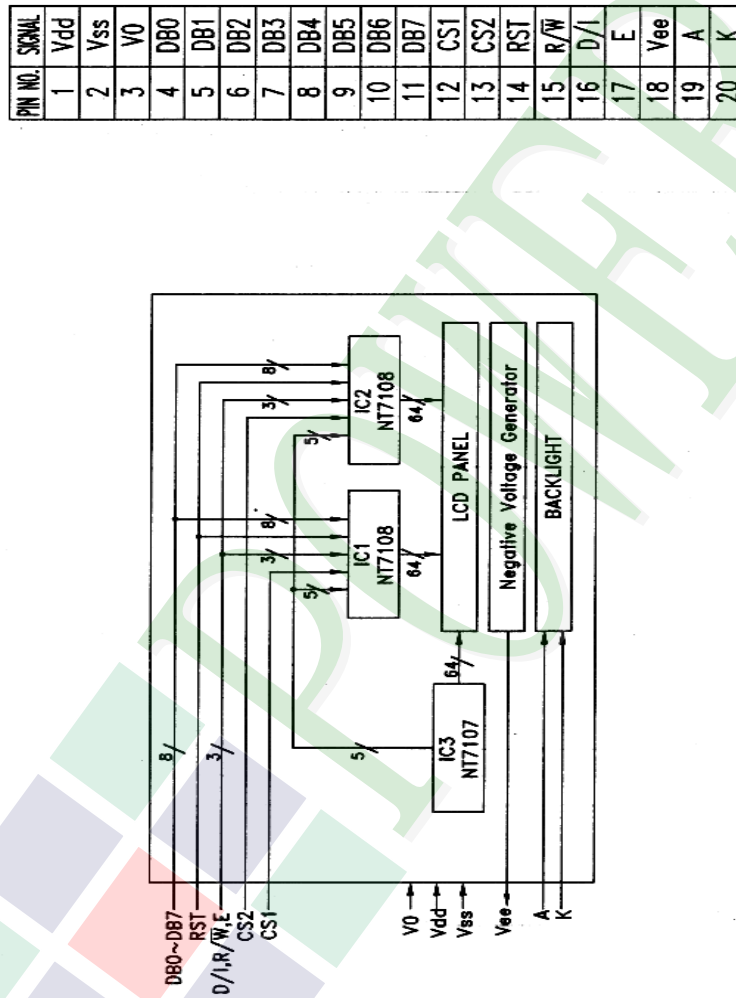 PIN NO. SIGNAL
1 Vdd
2 Vss
3 V0
4 DB0
5 DB1
6 DB2
7 DB3
8 DB4
9 DB5
10 DB6
11 DB7
12 CS1
13 CS2
14 RST
15 R/W̅
16 D/I
17 E
18 Vee
19 A
20 K
DB0~DB7
RST
D/I,R/W̅,E
CS2
CS1
V0
Vdd
Vss
Vee
A
K
8
3
5
5
3
8
5
3
8
IC1
NT7108
IC2
NT7108
64
64
IC3
NT7107
64
LCD PANEL
Negative Voltage Generator
BACKLIGHT
POWE